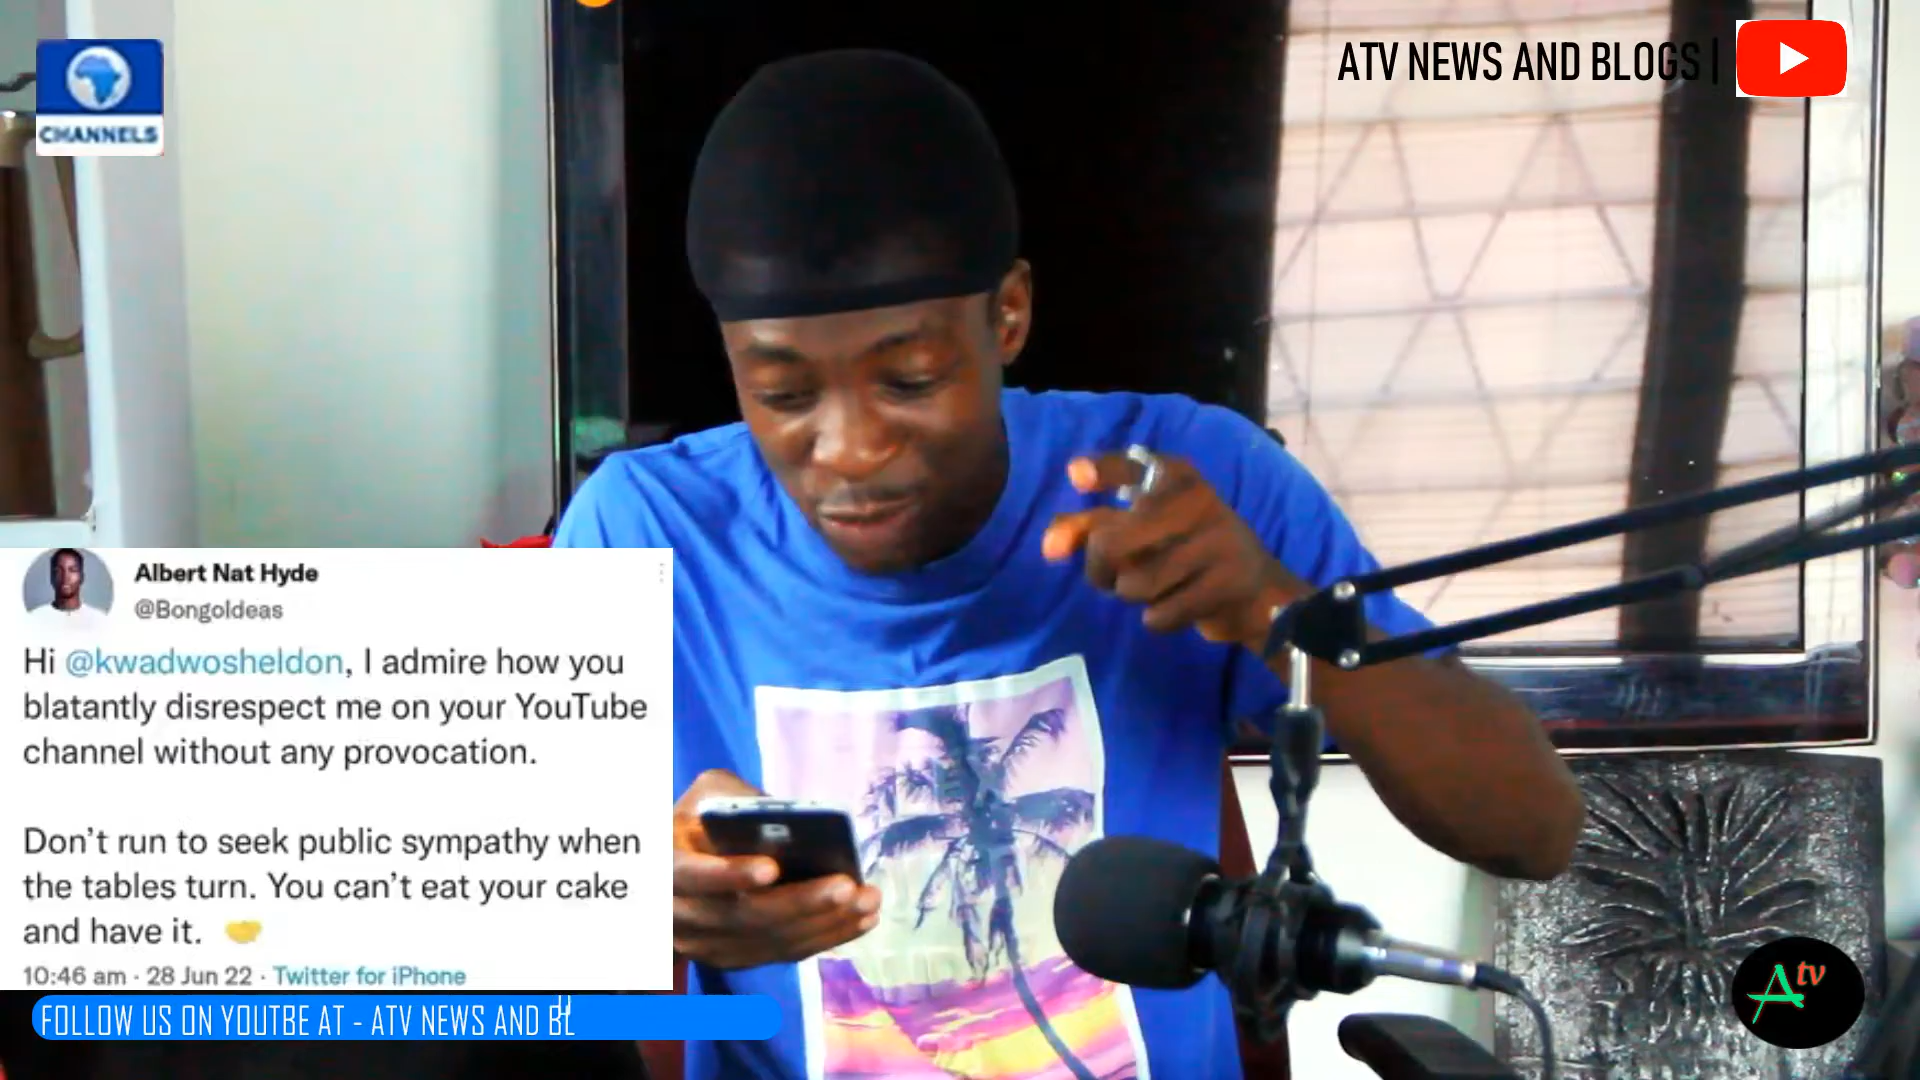 CHANNELS
ATV NEWS AND BLOGS |
Albert Nat Hyde
@BongoIdeas
Hi @kwadwosheldon, I admire how you
blatantly disrespect me on your YouTube
channel without any provocation.
Don't run to seek public sympathy when
the tables turn. You can't eat your cake
and have it.
10:46 am · 28 Jun 22 · Twitter for iPhone
FOLLOW US ON YOUTBE AT - ATV NEWS AND BL
Atv